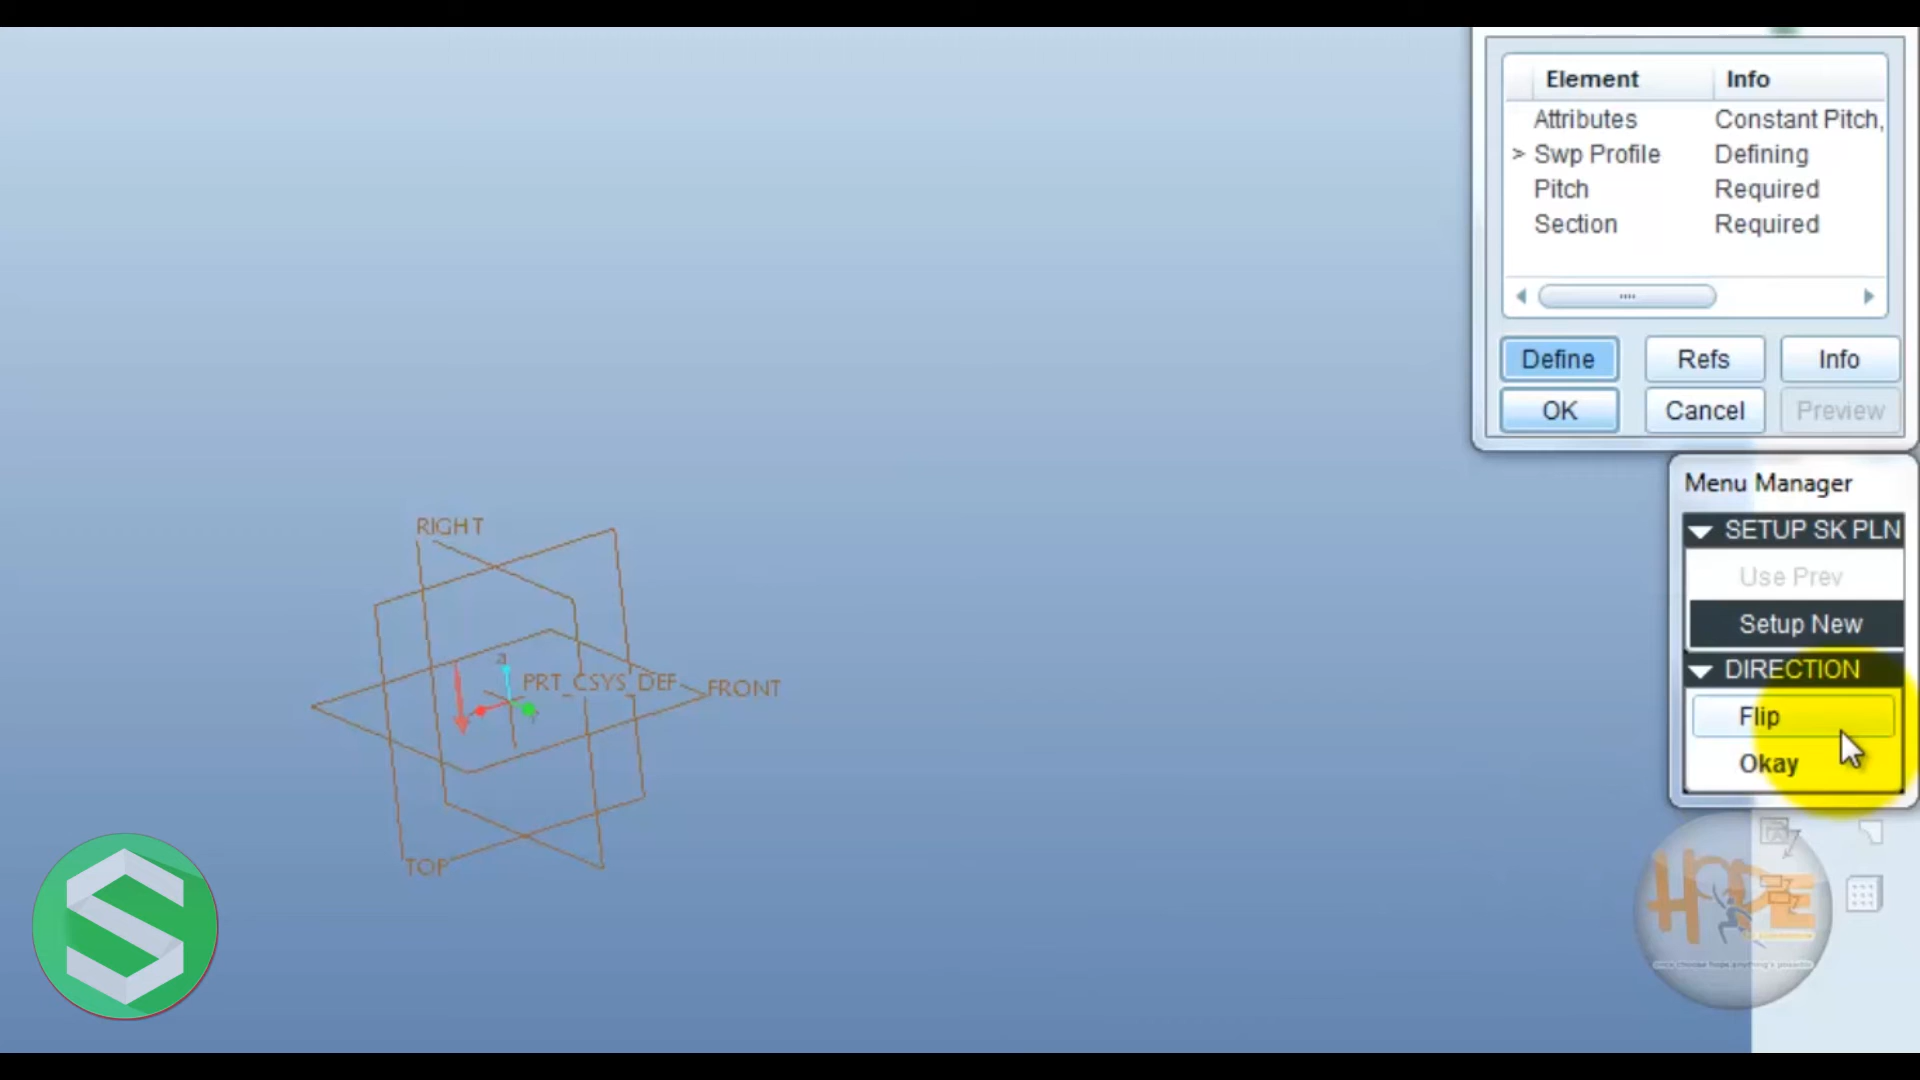 Element Info
Attributes Constant Pitch,
> Swp Profile Defining
Pitch Required
Section Required
Define Refs Info
OK Cancel Preview
Menu Manager
SETUP SK PLN
Use Prev
Setup New
DIRECTION
Flip
Okay
RIGHT
PRT_CSYS_DEF
FRONT
TOP
S
HOPE